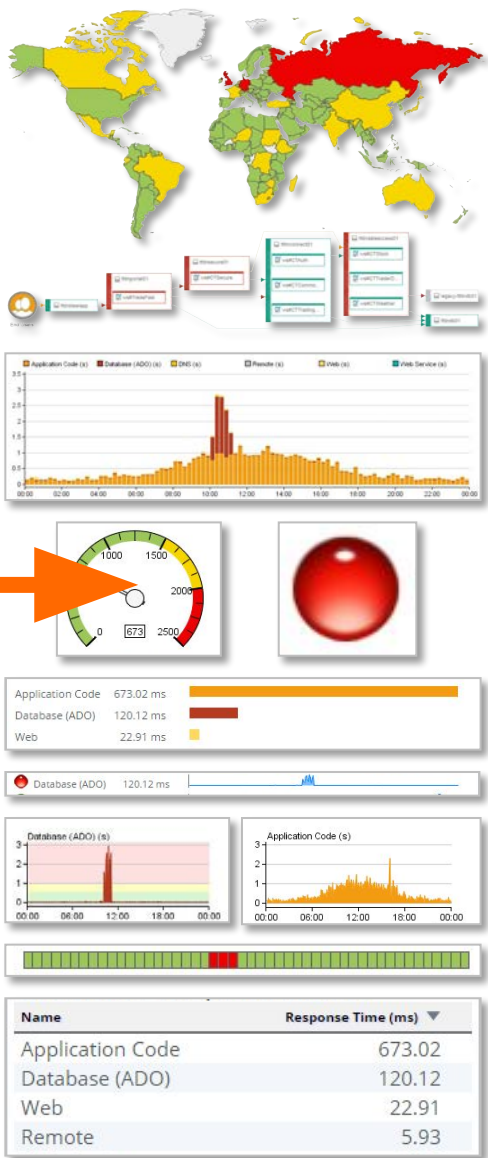 Application Code (s) Database (ADO) (s) DNS (s) Remote (s) Web (s) Web Service (s)
3.5
3
2.5
2
1.5
1
0.5
0
00:00 02:00 04:00 06:00 08:00 10:00 12:00 14:00 16:00 18:00 20:00 22:00 00:00
1000 1500
2000
0 673 2500
Application Code 673.02 ms
Database (ADO) 120.12 ms
Web 22.91 ms
Database (ADO) 120.12 ms
Database (ADO) (s)
3
2
1
0
00:00 06:00 12:00 18:00 00:00
Application Code (s)
3
2
1
0
00:00 06:00 12:00 18:00 00:00
Name Response Time (ms)
Application Code 673.02
Database (ADO) 120.12
Web 22.91
Remote 5.93